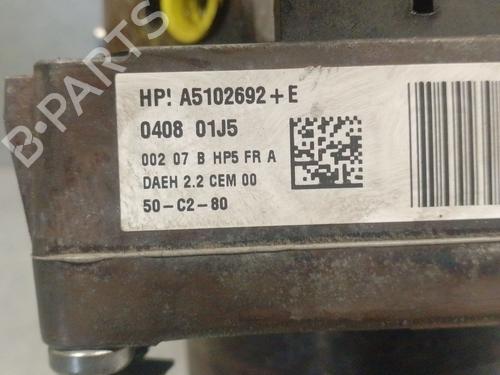 HP! A5102692+E
0408 01J5
002 07 B HP5 FR A
DAEH 2.2 CEM 00
50-C2-80
B-PARTS